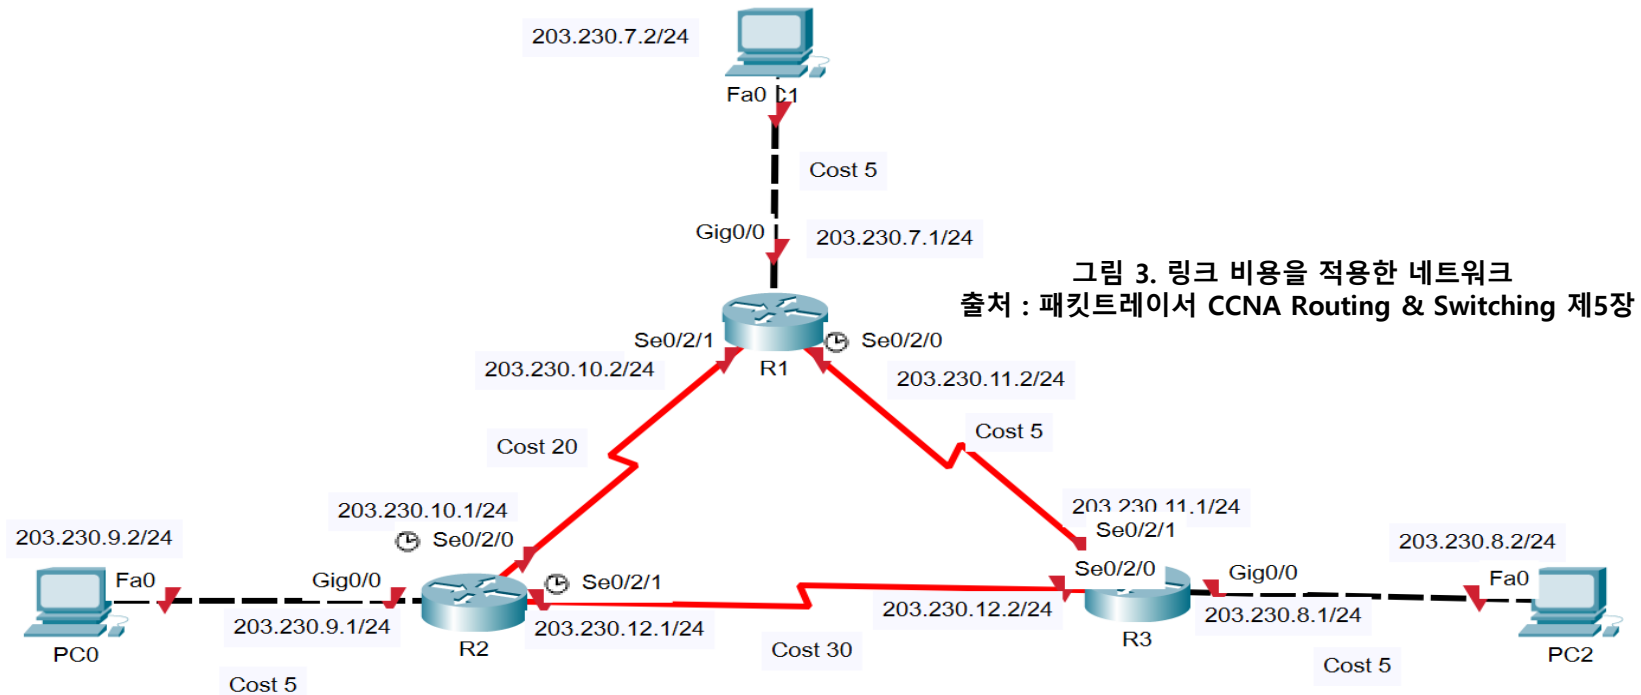 203.230.7.2/24
Fa0
Cost 5
Gig0/0
203.230.7.1/24
그림 3. 링크 비용을 적용한 네트워크
출처 : 패킷트레이서 CCNA Routing & Switching 제5장
Se0/2/1
Se0/2/0
R1
203.230.10.2/24
203.230.11.2/24
Cost 5
Cost 20
203.230.10.1/24
203.230.11.1/24
Se0/2/0
Se0/2/1
203.230.9.2/24
203.230.8.2/24
Fa0
Gig0/0
Se0/2/1
Se0/2/0
Gig0/0
Fa0
203.230.9.1/24
203.230.12.1/24
203.230.12.2/24
203.230.8.1/24
PC0
R2
Cost 30
R3
PC2
Cost 5
Cost 5